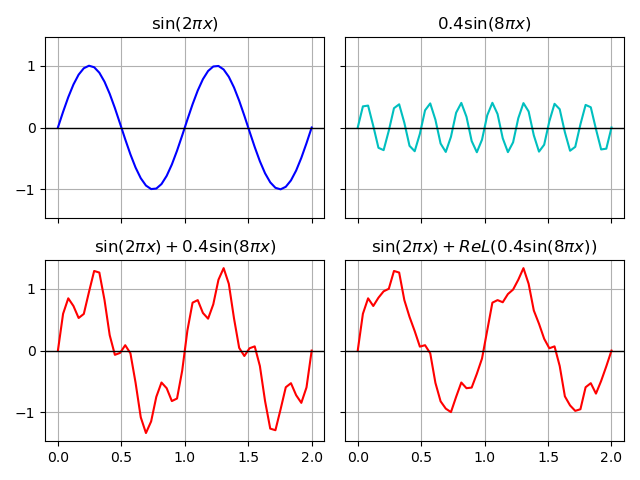 sin(2πx)
0.4sin(8πx)
1
0
−1
sin(2πx) + 0.4sin(8πx)
sin(2πx) + ReL(0.4sin(8πx))
1
0
−1
0.0 0.5 1.0 1.5 2.0
0.0 0.5 1.0 1.5 2.0